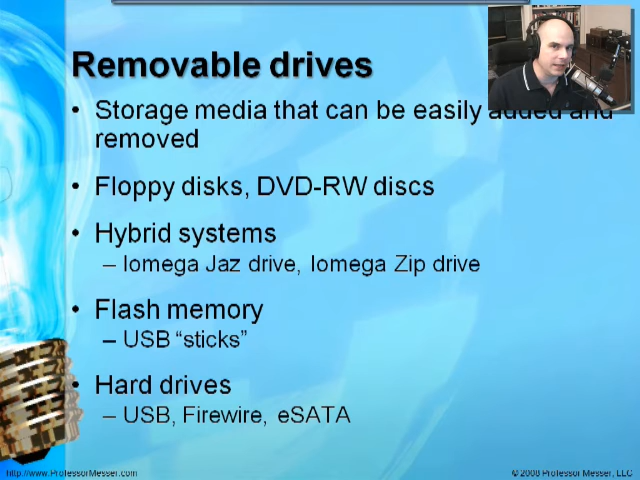 Removable drives
• Storage media that can be easily added and
removed
• Floppy disks, DVD-RW discs
• Hybrid systems
– Iomega Jaz drive, Iomega Zip drive
• Flash memory
– USB “sticks”
• Hard drives
– USB, Firewire, eSATA
http://www.ProfessorMesser.com
© 2008 Professor Messer, LLC